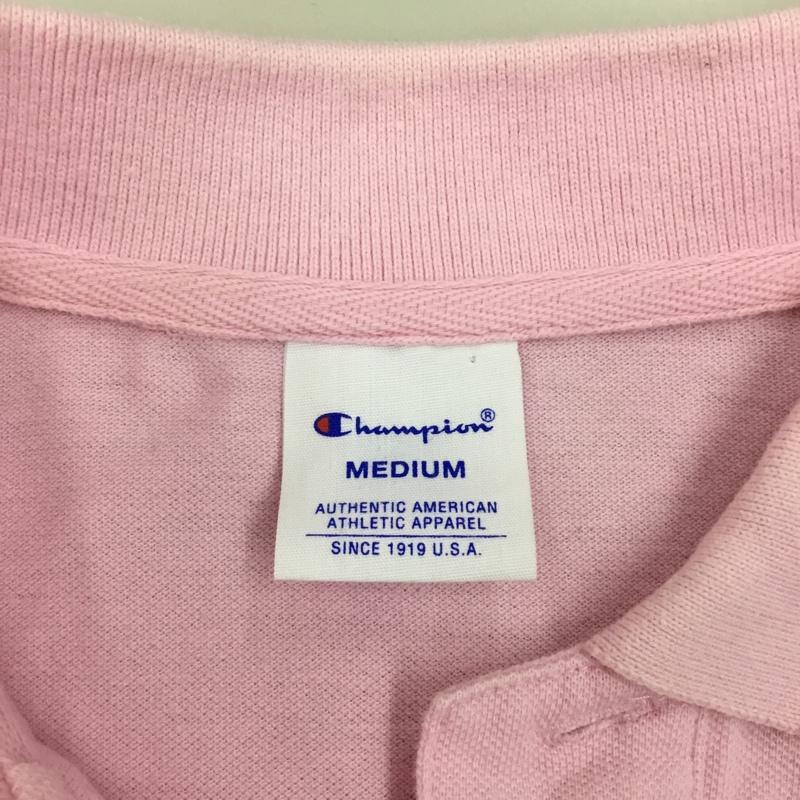 Champion®
MEDIUM
AUTHENTIC AMERICAN
ATHLETIC APPAREL
SINCE 1919 U.S.A.